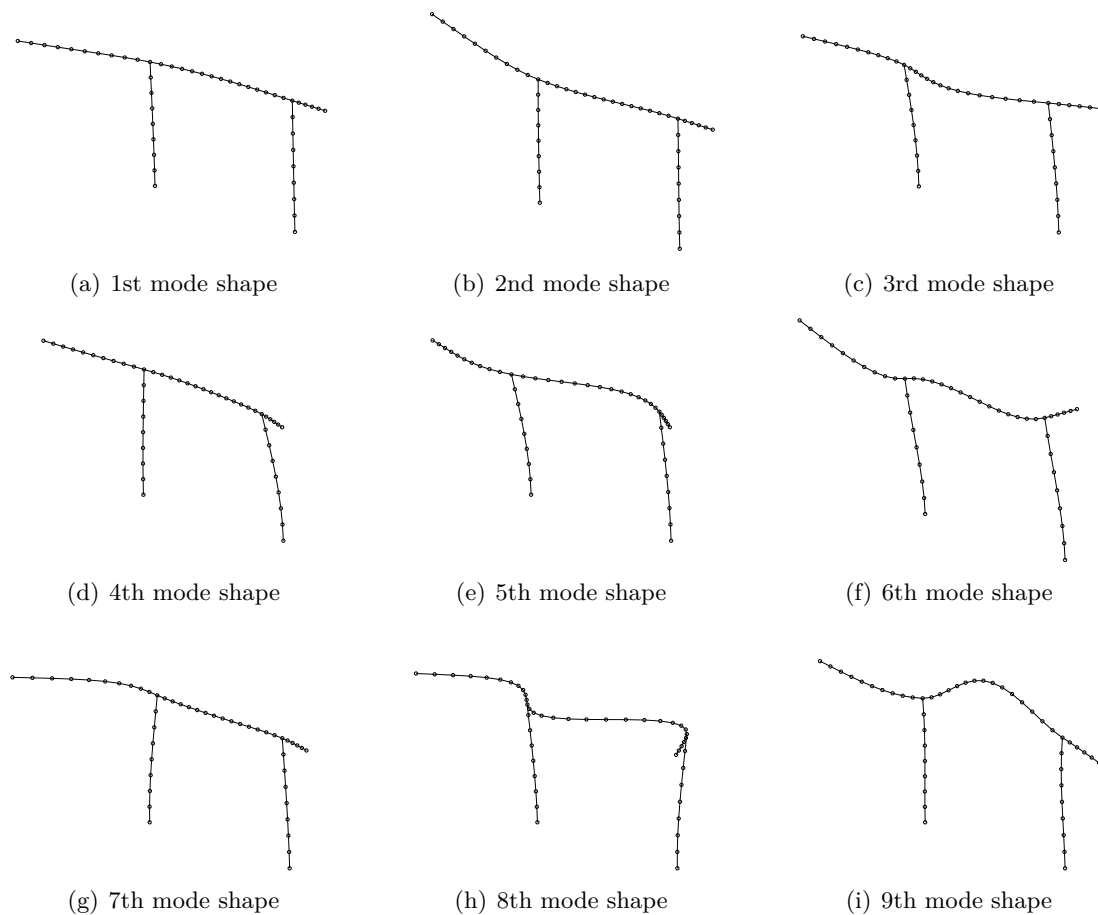 (a) 1st mode shape
(b) 2nd mode shape
(c) 3rd mode shape
(d) 4th mode shape
(e) 5th mode shape
(f) 6th mode shape
(g) 7th mode shape
(h) 8th mode shape
(i) 9th mode shape